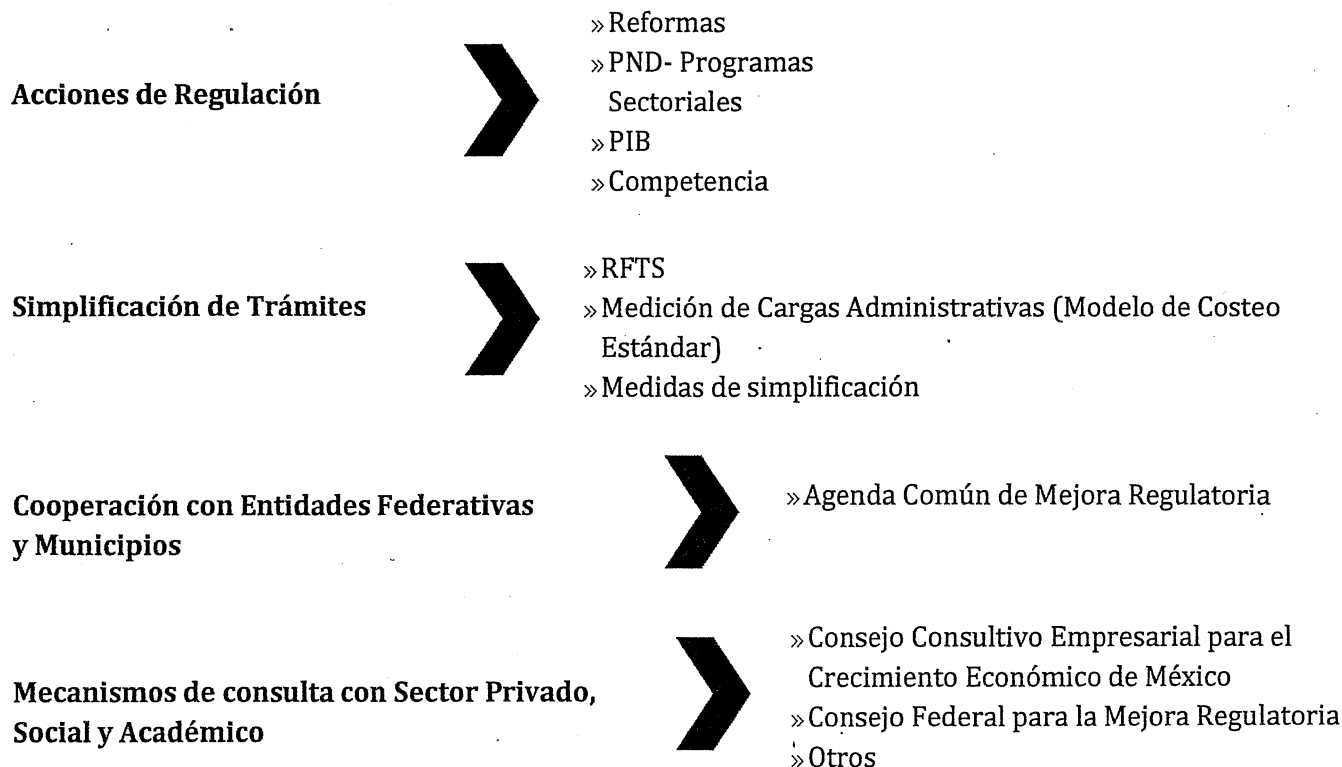 Acciones de Regulación
»Reformas
»PND- Programas
Sectoriales
»PIB
»Competencia
Simplificación de Trámites
»RFTS
»Medición de Cargas Administrativas (Modelo de Costeo
Estándar)
»Medidas de simplificación
Cooperación con Entidades Federativas
y Municipios
»Agenda Común de Mejora Regulatoria
Mecanismos de consulta con Sector Privado,
Social y Académico
»Consejo Consultivo Empresarial para el
Crecimiento Económico de México
»Consejo Federal para la Mejora Regulatoria
»Otros